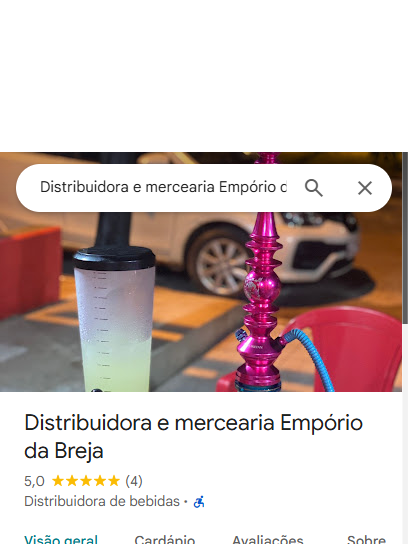 Distribuidora e mercearia Empório d
Distribuidora e mercearia Empório
da Breja
5,0 (4)
Distribuidora de bebidas ·
Visão geral Cardápio Avaliações Sobre